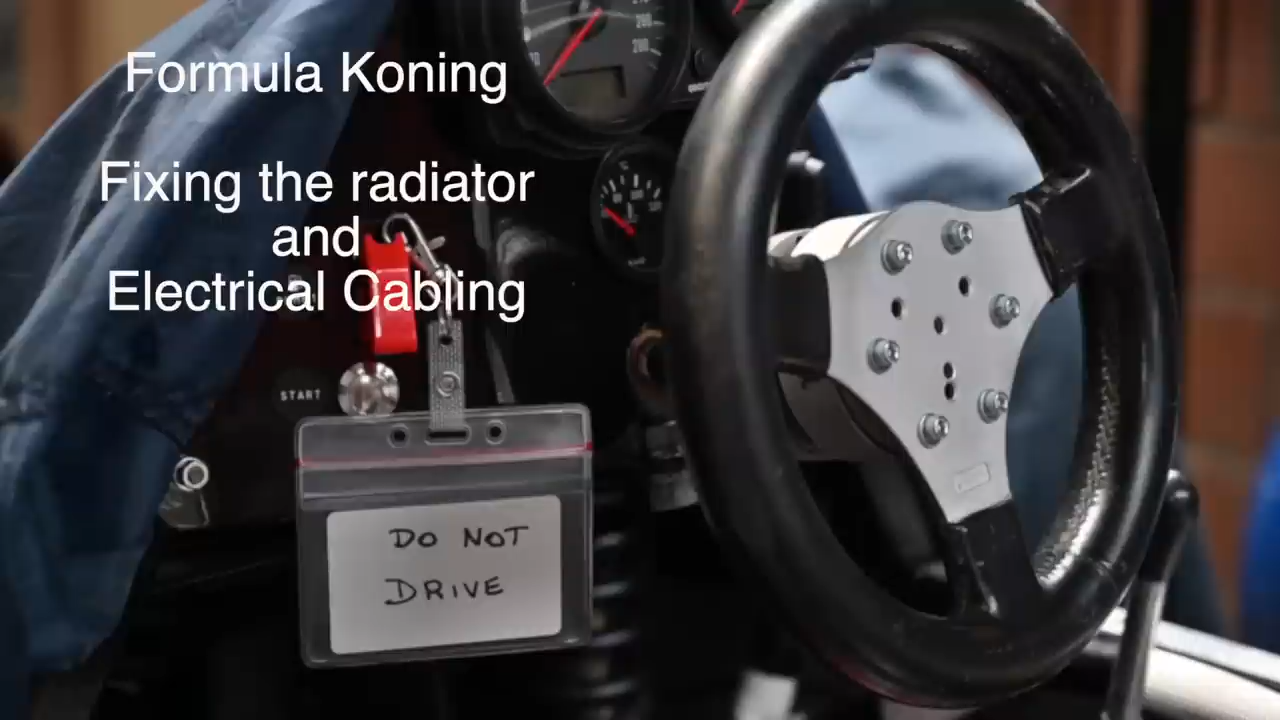 Formula Koning
Fixing the radiator
and
Electrical Cabling
START
DO NOT
DRIVE